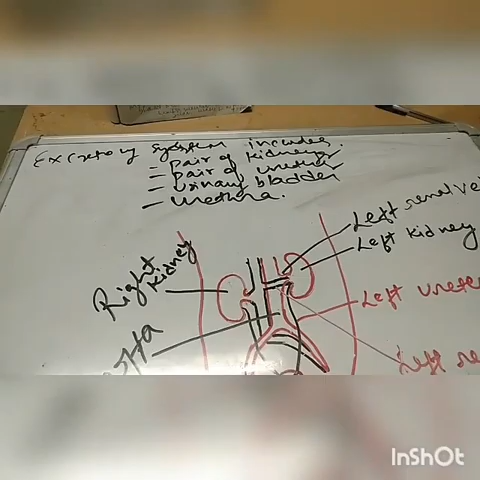 Excretory system includes
- pair of kidneys.
- pair of ureter
- urinary bladder
- Urethra.
Left renal ve
Left kidney
Right kidney
Left urete
Left re
InShOt